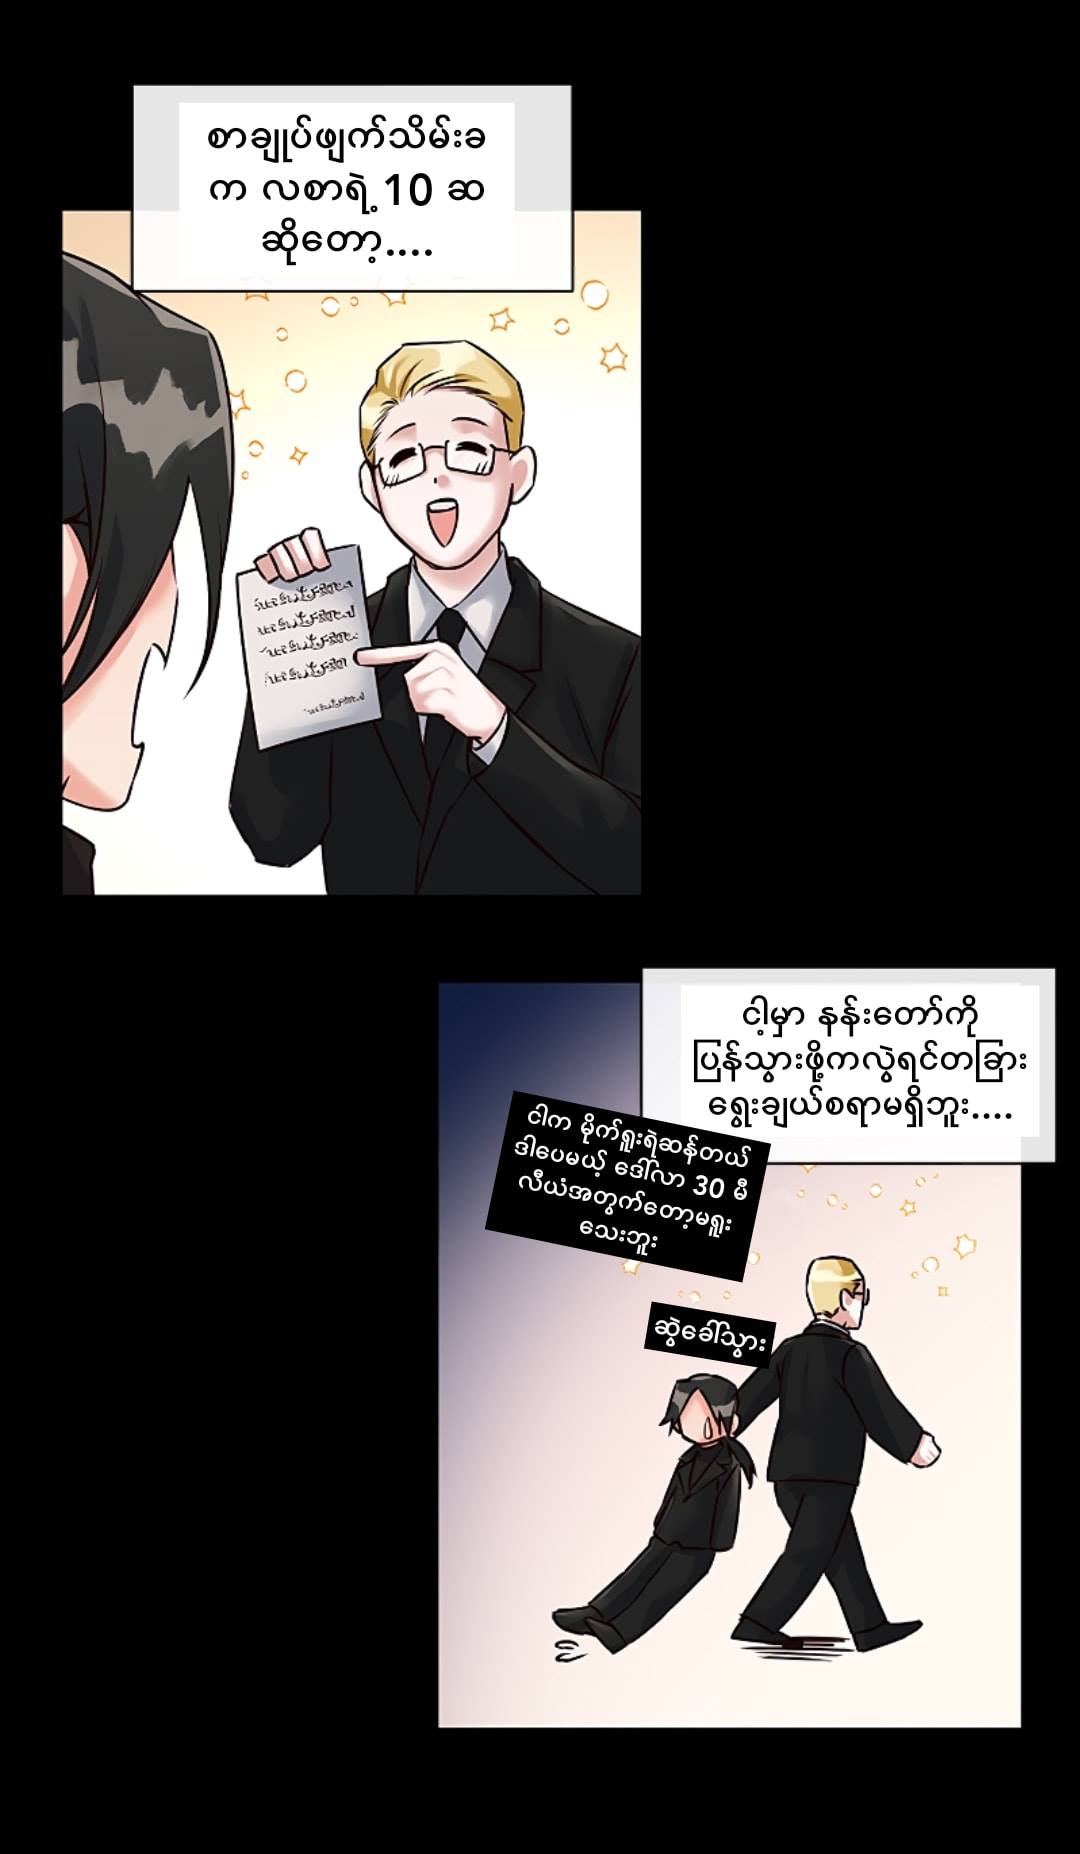 စာချုပ်ဖျက်သိမ်းခ
က လစာရဲ့ 10 ဆ
ဆိုတော့....
ငါ့မှာ နန်းတော်ကို
ပြန်သွားဖို့ကလွဲရင်တခြား
ရွေးချယ်စရာမရှိဘူး....
ငါက မိုက်ရူးရဲဆန်တယ်
ဒါပေမယ့် ဒေါ်လာ 30 မီ
လီယံအတွက်တော့မရူး
သေးဘူး
ဆွဲခေါ်သွား